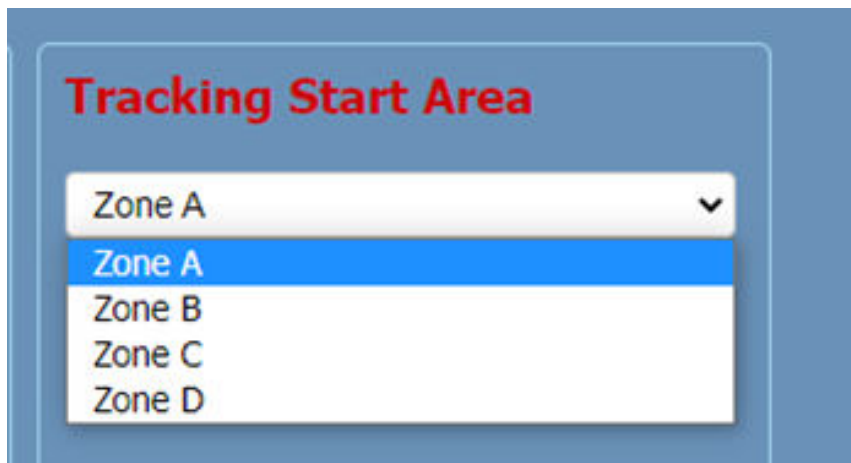 Tracking Start Area
Zone A
Zone A
Zone B
Zone C
Zone D